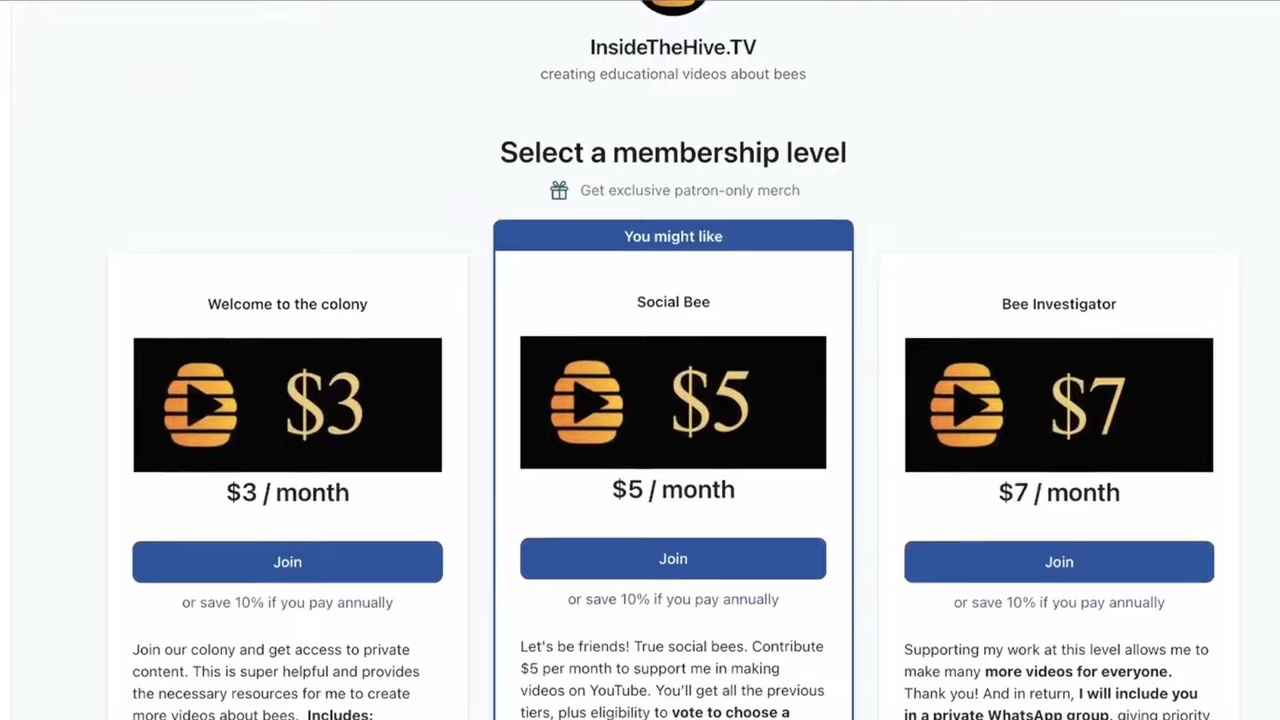 InsideTheHive.TV
creating educational videos about bees
Select a membership level
Get exclusive patron-only merch
Welcome to the colony
$3
$3 / month
Join
or save 10% if you pay annually
Join our colony and get access to private
content. This is super helpful and provides
the necessary resources for me to create
more videos about bees. Includes:
You might like
Social Bee
$5
$5 / month
Join
or save 10% if you pay annually
Let's be friends! True social bees. Contribute
$5 per month to support me in making
videos on YouTube. You'll get all the previous
tiers, plus eligibility to vote to choose a
Bee Investigator
$7
$7 / month
Join
or save 10% if you pay annually
Supporting my work at this level allows me to
make many more videos for everyone.
Thank you! And in return, I will include you
in a private WhatsApp group, giving priority